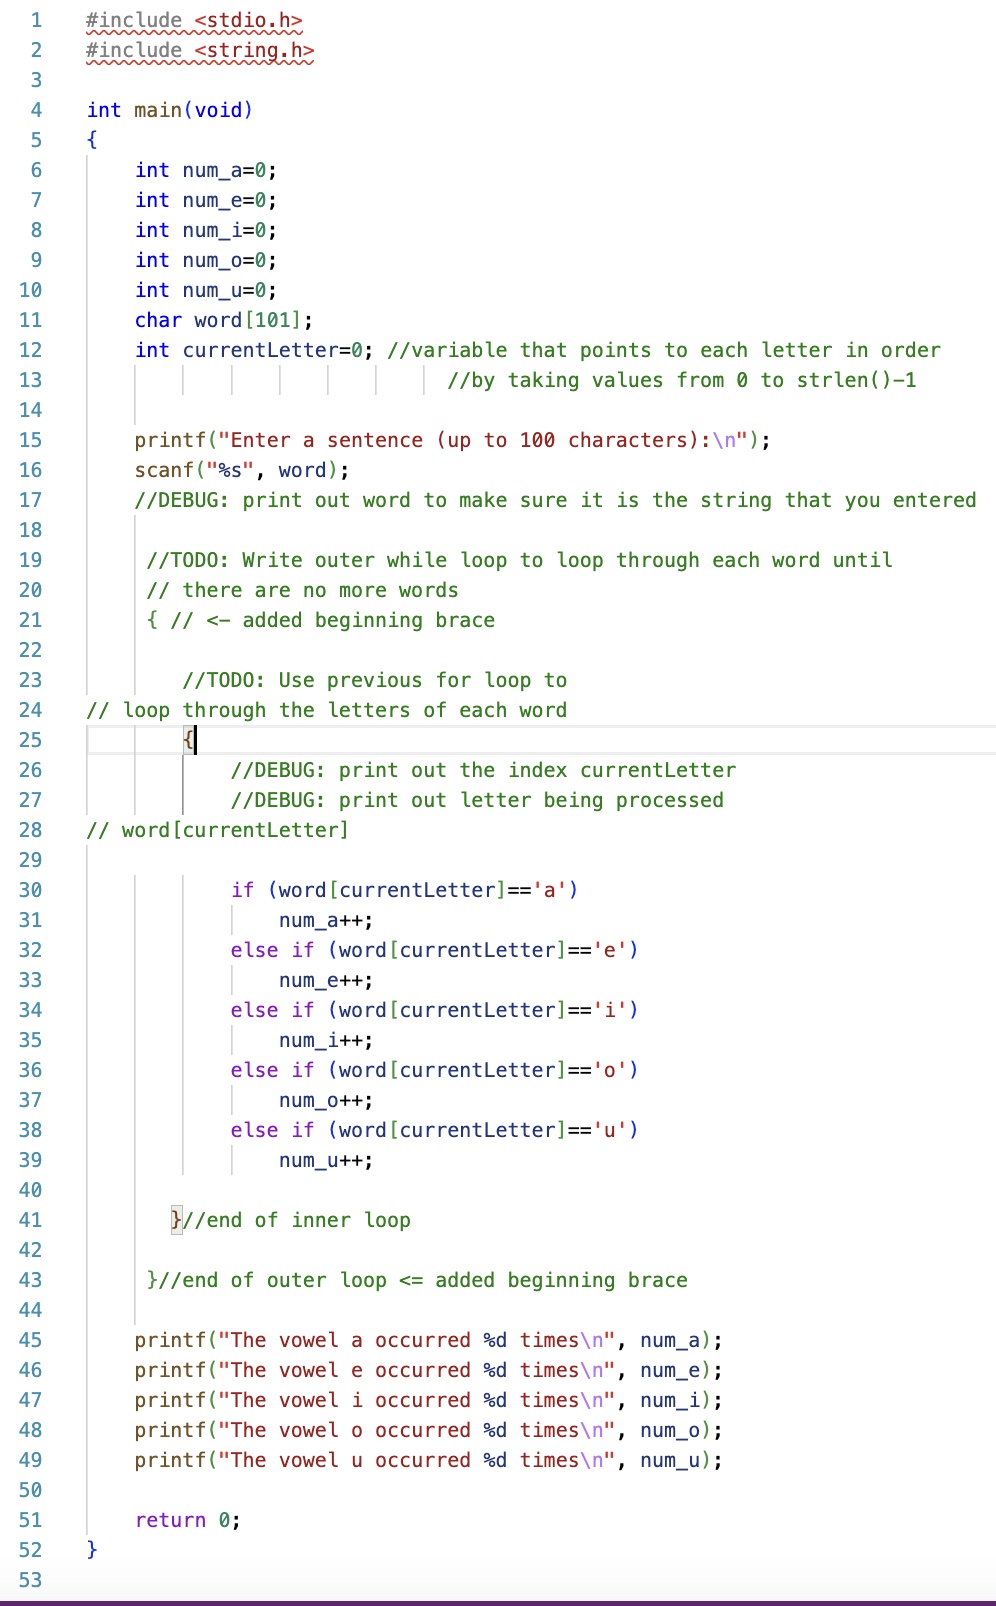 1 #include <stdio.h>
2 #include <string.h>
3
4 int main(void)
5 {
6 int num_a=0;
7 int num_e=0;
8 int num_i=0;
9 int num_o=0;
10 int num_u=0;
11 char word[101];
12 int currentLetter=0; //variable that points to each letter in order
13 //by taking values from 0 to strlen()-1
14
15 printf("Enter a sentence (up to 100 characters):\n");
16 scanf("%s", word);
17 //DEBUG: print out word to make sure it is the string that you entered
18
19 //TODO: Write outer while loop to loop through each word until
20 // there are no more words
21 { // <- added beginning brace
22
23 //TODO: Use previous for loop to
24 // loop through the letters of each word
25 {
26 //DEBUG: print out the index currentLetter
27 //DEBUG: print out letter being processed
28 // word[currentLetter]
29
30 if (word[currentLetter]=='a')
31 num_a++;
32 else if (word[currentLetter]=='e')
33 num_e++;
34 else if (word[currentLetter]=='i')
35 num_i++;
36 else if (word[currentLetter]=='o')
37 num_o++;
38 else if (word[currentLetter]=='u')
39 num_u++;
40
41 }//end of inner loop
42
43 }//end of outer loop <= added beginning brace
44
45 printf("The vowel a occurred %d times\n", num_a);
46 printf("The vowel e occurred %d times\n", num_e);
47 printf("The vowel i occurred %d times\n", num_i);
48 printf("The vowel o occurred %d times\n", num_o);
49 printf("The vowel u occurred %d times\n", num_u);
50
51 return 0;
52 }
53